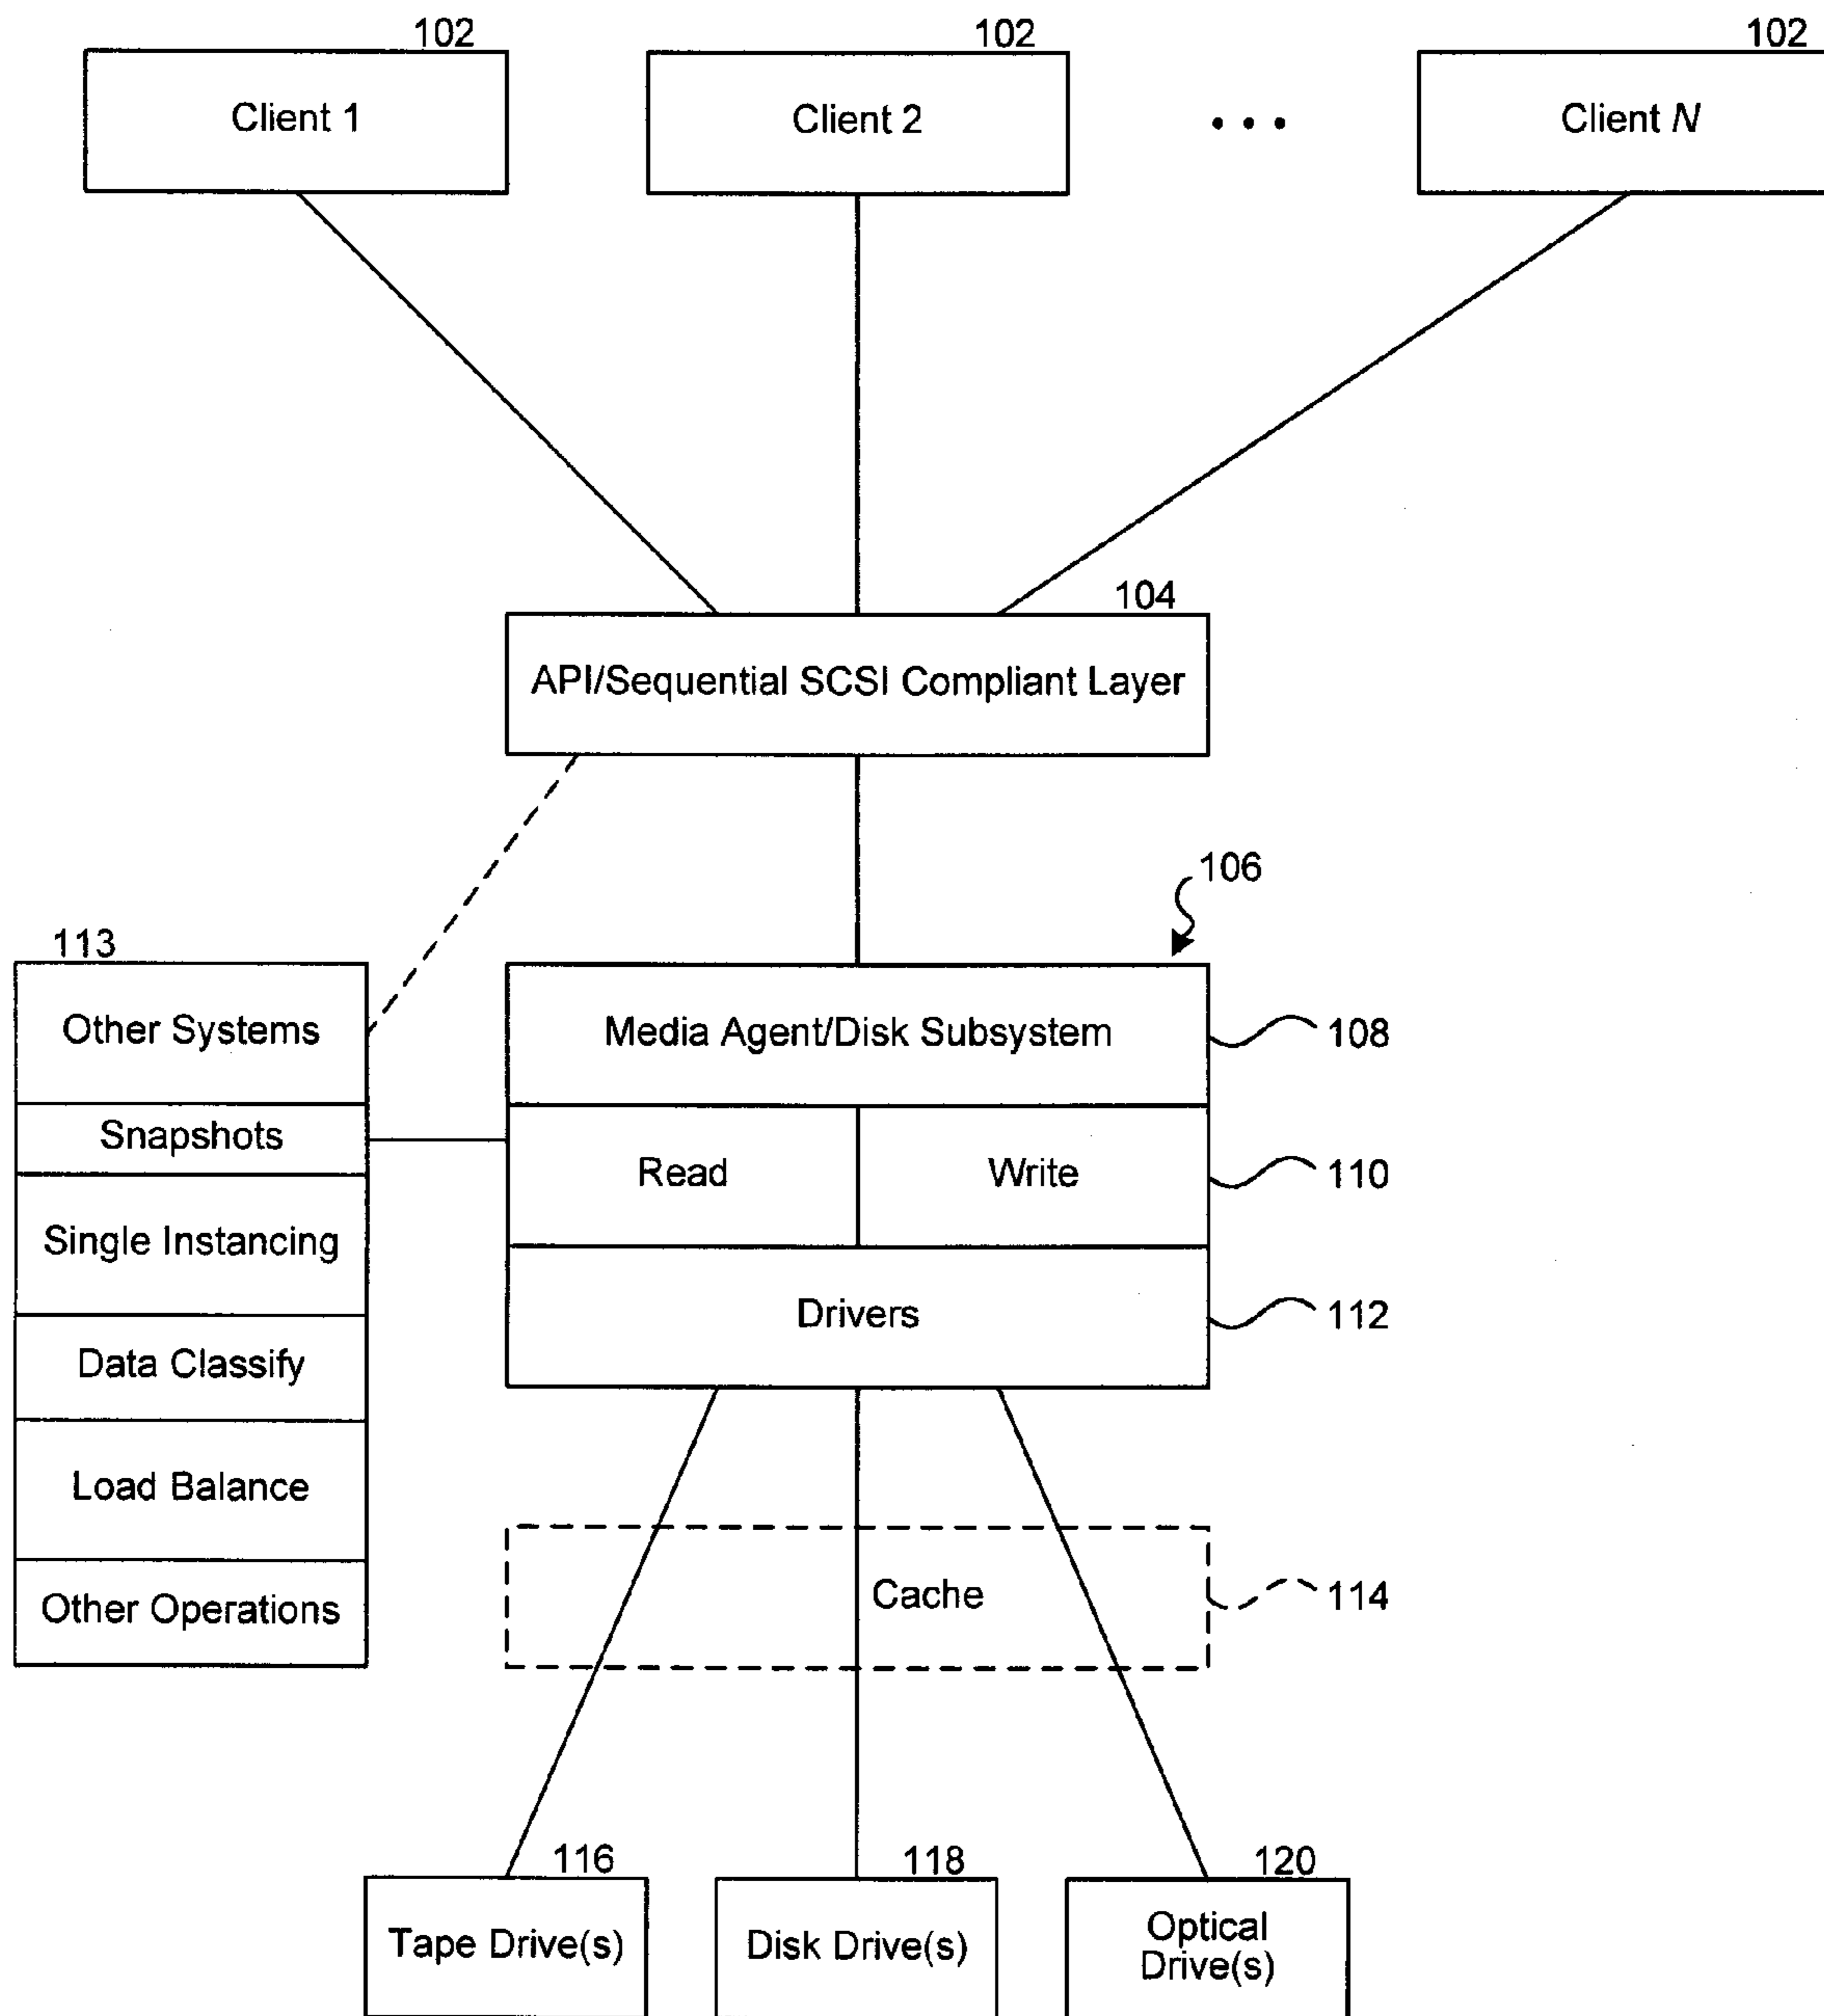 102
102
102
Client 1
Client 2
• • •
Client N
104
API/Sequential SCSI Compliant Layer
106
113
Other Systems
Media Agent/Disk Subsystem
108
Snapshots
Read
Write
110
Single Instancing
Drivers
112
Data Classify
Load Balance
Cache
114
Other Operations
116
118
120
Tape Drive(s)
Disk Drive(s)
Optical
Drive(s)